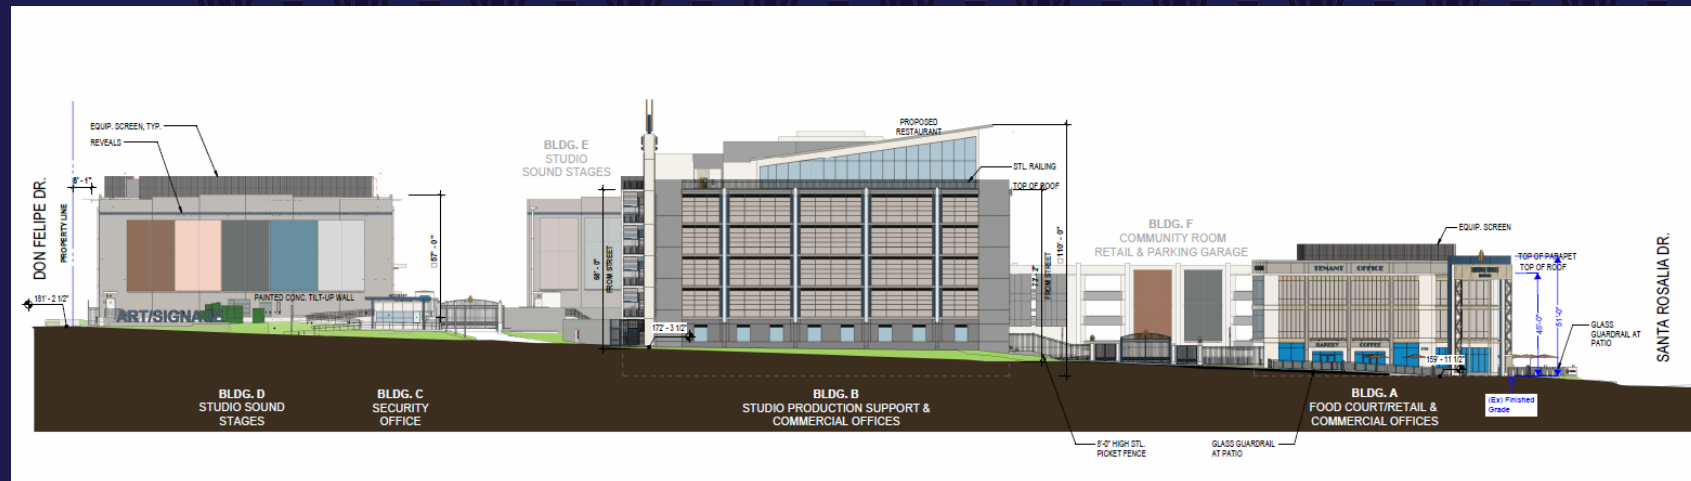 EQUIP. SCREEN, TYP.
REVEALS
DON FELIPE DR.
PROPERTY LINE
181' - 2 1/2"
ART/SIGNAGE
PAINTED CONC. TILT-UP WALL
57' - 0"
BLDG. E
STUDIO
SOUND STAGES
68' - 0"
FROM STREET
172' - 3 1/2"
PROPOSED
RESTAURANT
STL. RAILING
TOP OF ROOF
FROM STREET
110' - 0"
BLDG. F
COMMUNITY ROOM
RETAIL & PARKING GARAGE
EQUIP. SCREEN
TOP OF PARAPET
TOP OF ROOF
TENANT OFFICE
BAKERY COFFEE
159' - 11 1/2"
51'-0"
GLASS
GUARDRAIL AT
PATIO
SANTA ROSALIA DR.
(Ex) Finished
Grade
BLDG. D
STUDIO SOUND
STAGES
BLDG. C
SECURITY
OFFICE
BLDG. B
STUDIO PRODUCTION SUPPORT &
COMMERCIAL OFFICES
BLDG. A
FOOD COURT/RETAIL &
COMMERCIAL OFFICES
8'-0" HIGH STL.
PICKET FENCE
GLASS GUARDRAIL
AT PATIO